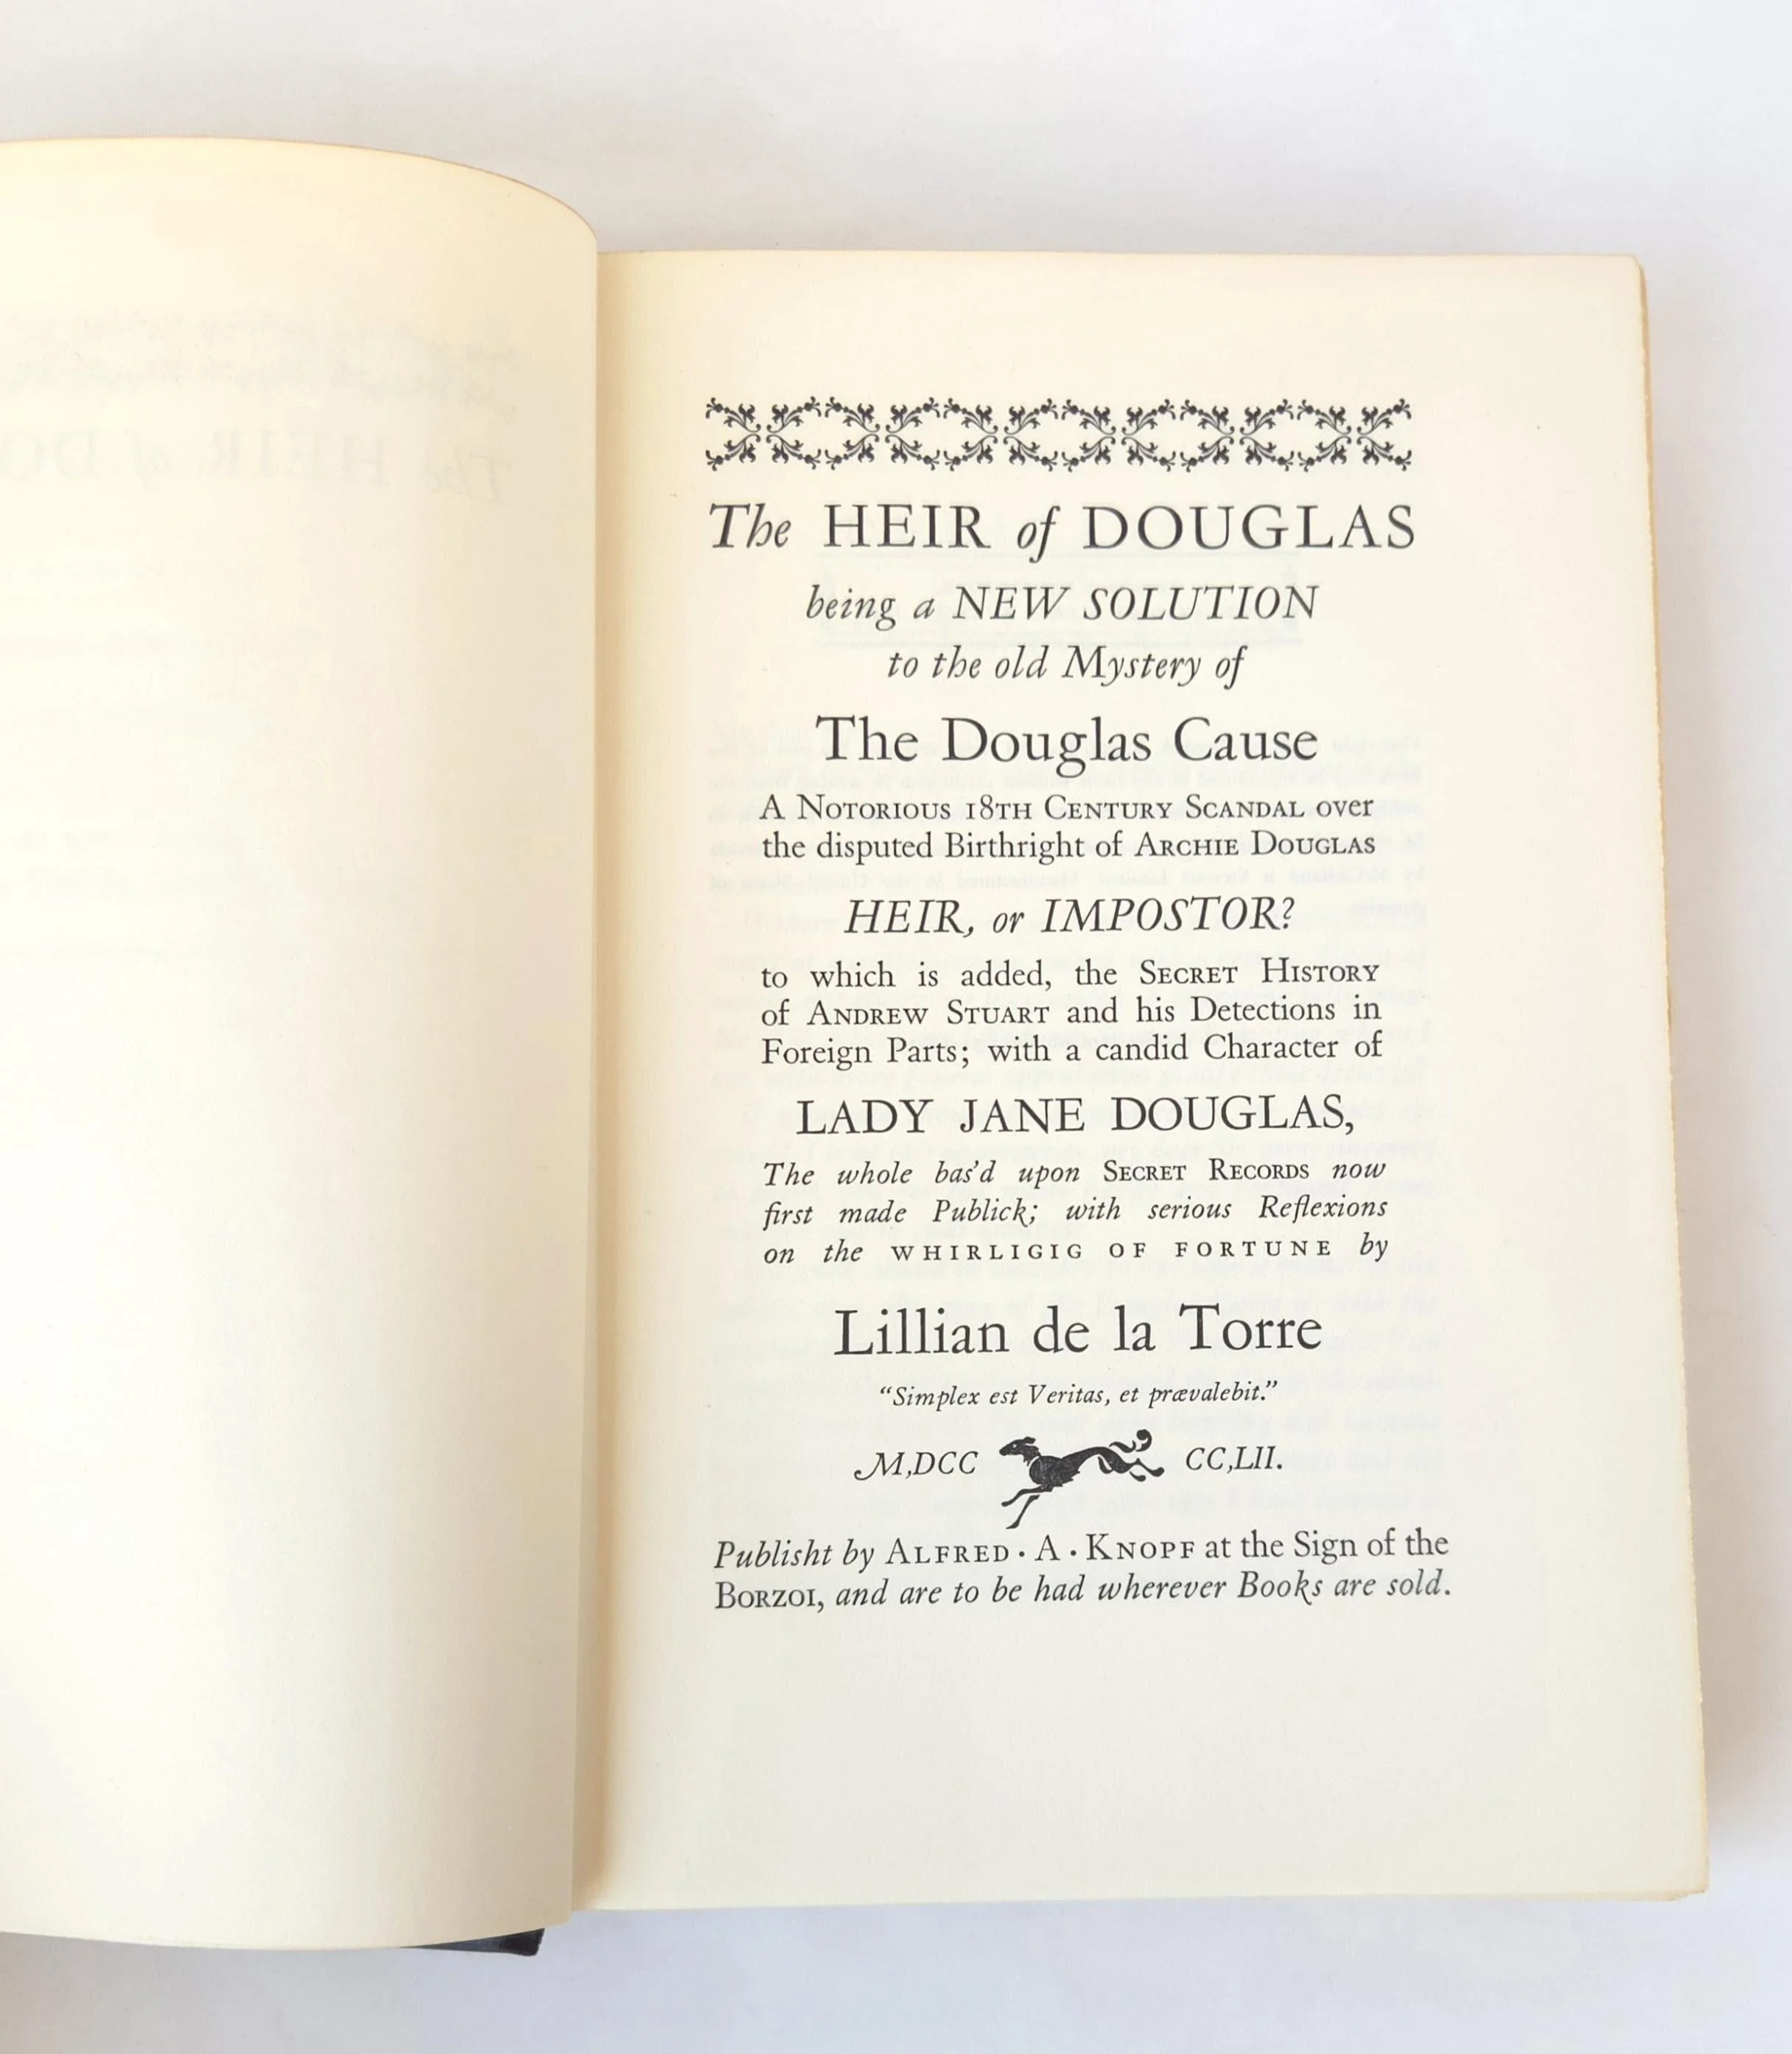 The HEIR of DOUGLAS
being a NEW SOLUTION
to the old Mystery of
The Douglas Cause
A NOTORIOUS 18TH CENTURY SCANDAL over
the disputed Birthright of ARCHIE DOUGLAS
HEIR, or IMPOSTOR?
to which is added, the SECRET HISTORY
of ANDREW STUART and his Detections in
Foreign Parts; with a candid Character of
LADY JANE DOUGLAS,
The whole bas'd upon SECRET RECORDS now
first made Publick; with serious Reflexions
on the WHIRLIGIG OF FORTUNE by
Lillian de la Torre
"Simplex est Veritas, et prævalebit."
M,DCC CC,LII.
Publisht by ALFRED · A · KNOPF at the Sign of the
BORZOI, and are to be had wherever Books are sold.